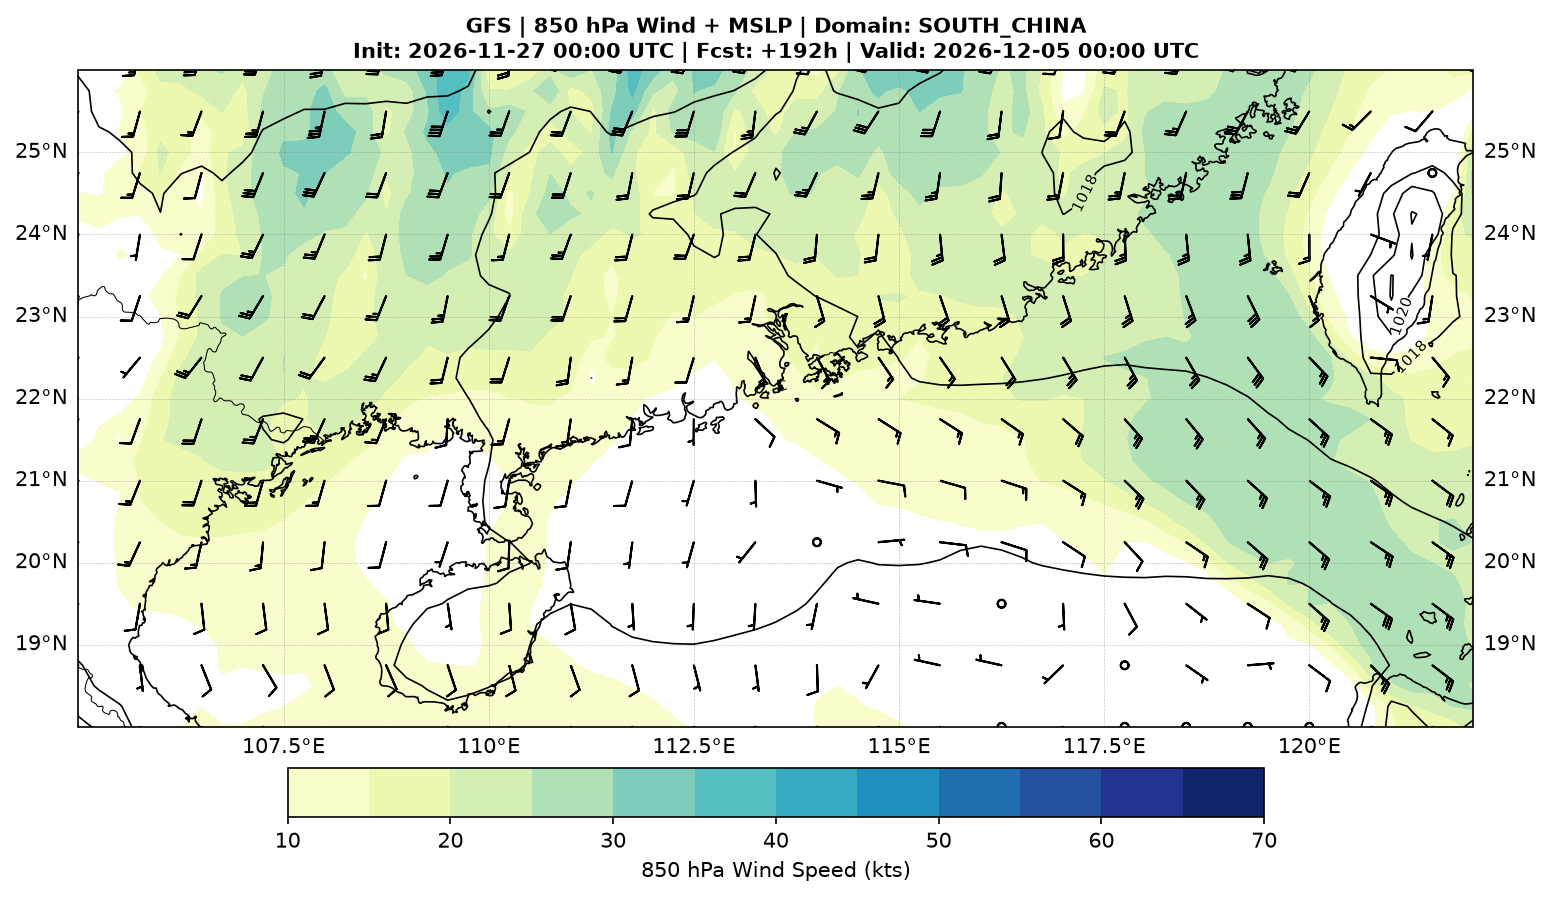 GFS | 850 hPa Wind + MSLP | Domain: SOUTH_CHINA
Init: 2026-11-27 00:00 UTC | Fcst: +192h | Valid: 2026-12-05 00:00 UTC
25°N 25°N
1018
24°N 24°N
23°N 1020 23°N
1018
22°N 22°N
21°N 21°N
20°N 20°N
19°N 19°N
107.5°E 110°E 112.5°E 115°E 117.5°E 120°E
10 20 30 40 50 60 70
850 hPa Wind Speed (kts)